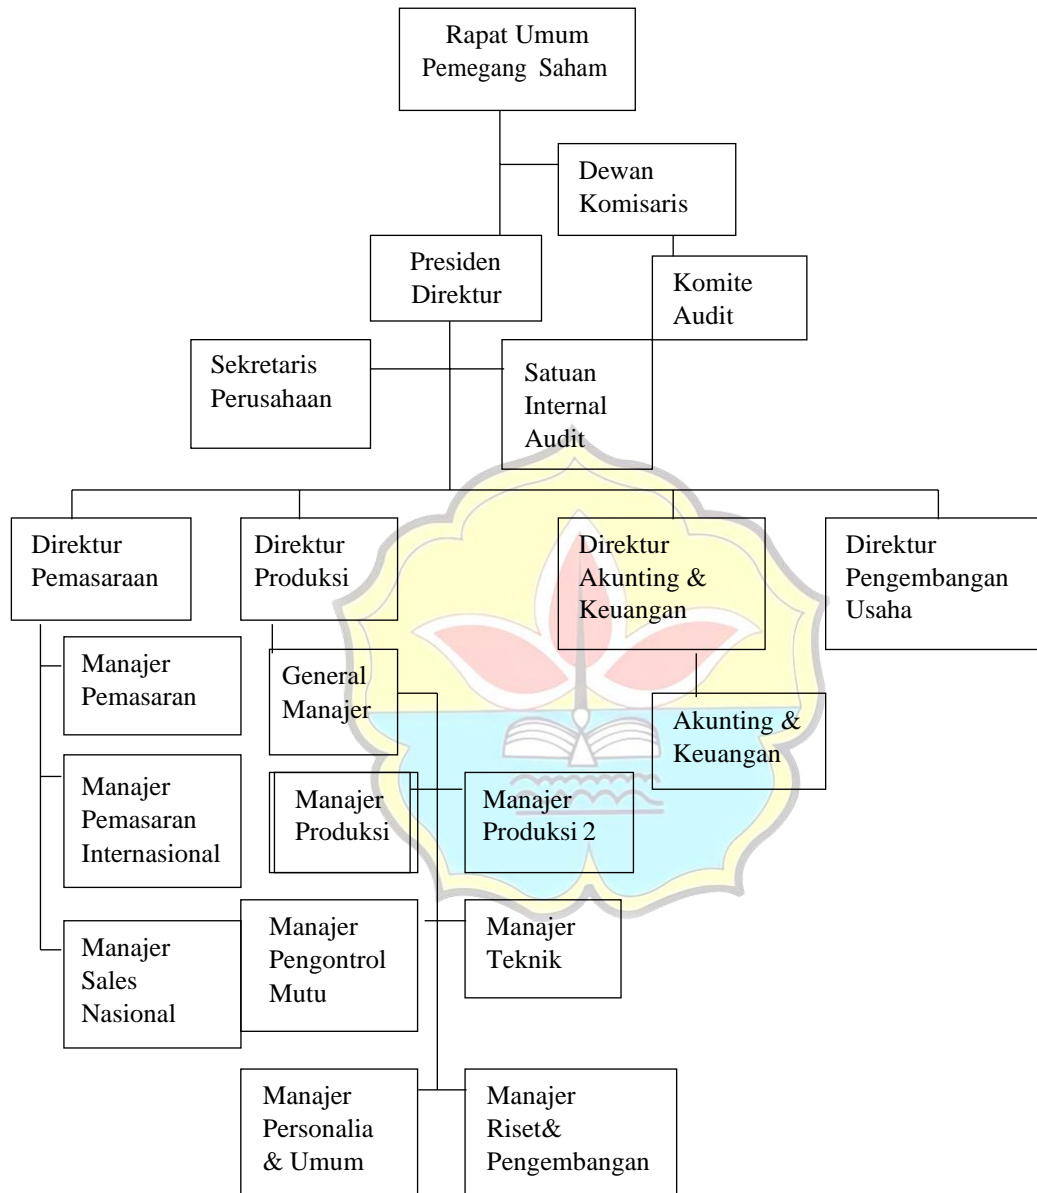 Rapat Umum
Pemegang Saham
Dewan
Komisaris
Presiden
Direktur
Komite
Audit
Sekretaris
Perusahaan
Satuan
Internal
Audit
Direktur
Pemasaraan
Direktur
Produksi
Direktur
Akunting &
Keuangan
Direktur
Pengembangan
Usaha
Manajer
Pemasaran
General
Manajer
Akunting &
Keuangan
Manajer
Pemasaran
Internasional
Manajer
Produksi
Manajer
Produksi 2
Manajer
Sales
Nasional
Manajer
Pengontrol
Mutu
Manajer
Teknik
Manajer
Personalia
& Umum
Manajer
Riset&
Pengembangan